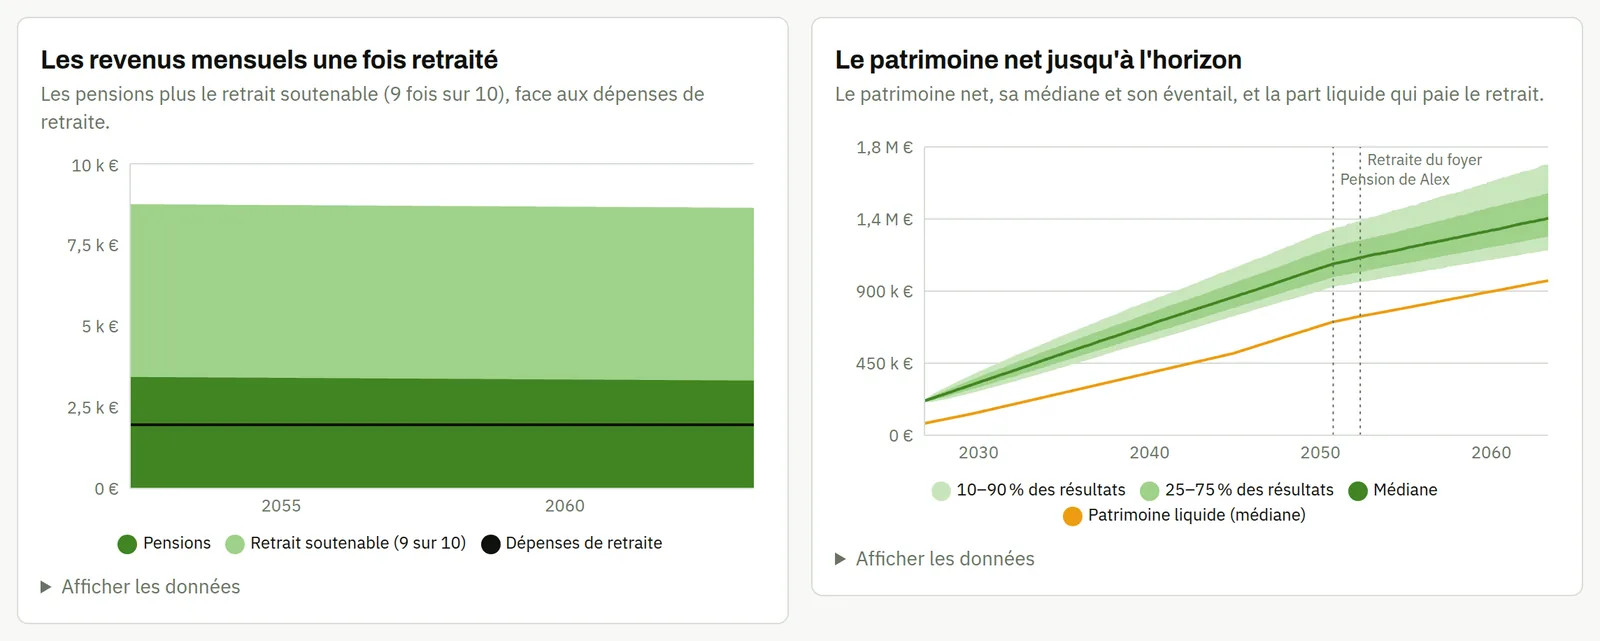 Les revenus mensuels une fois retraité
Les pensions plus le retrait soutenable (9 fois sur 10), face aux dépenses de
retraite.
10 k €
7,5 k €
5 k €
2,5 k €
0 €
2055
2060
Pensions
Retrait soutenable (9 sur 10)
Dépenses de retraite
Afficher les données
Le patrimoine net jusqu'à l'horizon
Le patrimoine net, sa médiane et son éventail, et la part liquide qui paie le retrait.
1,8 M €
Retraite du foyer
Pension de Alex
1,4 M €
900 k €
450 k €
0 €
2030
2040
2050
2060
10–90 % des résultats
25–75 % des résultats
Médiane
Patrimoine liquide (médiane)
Afficher les données